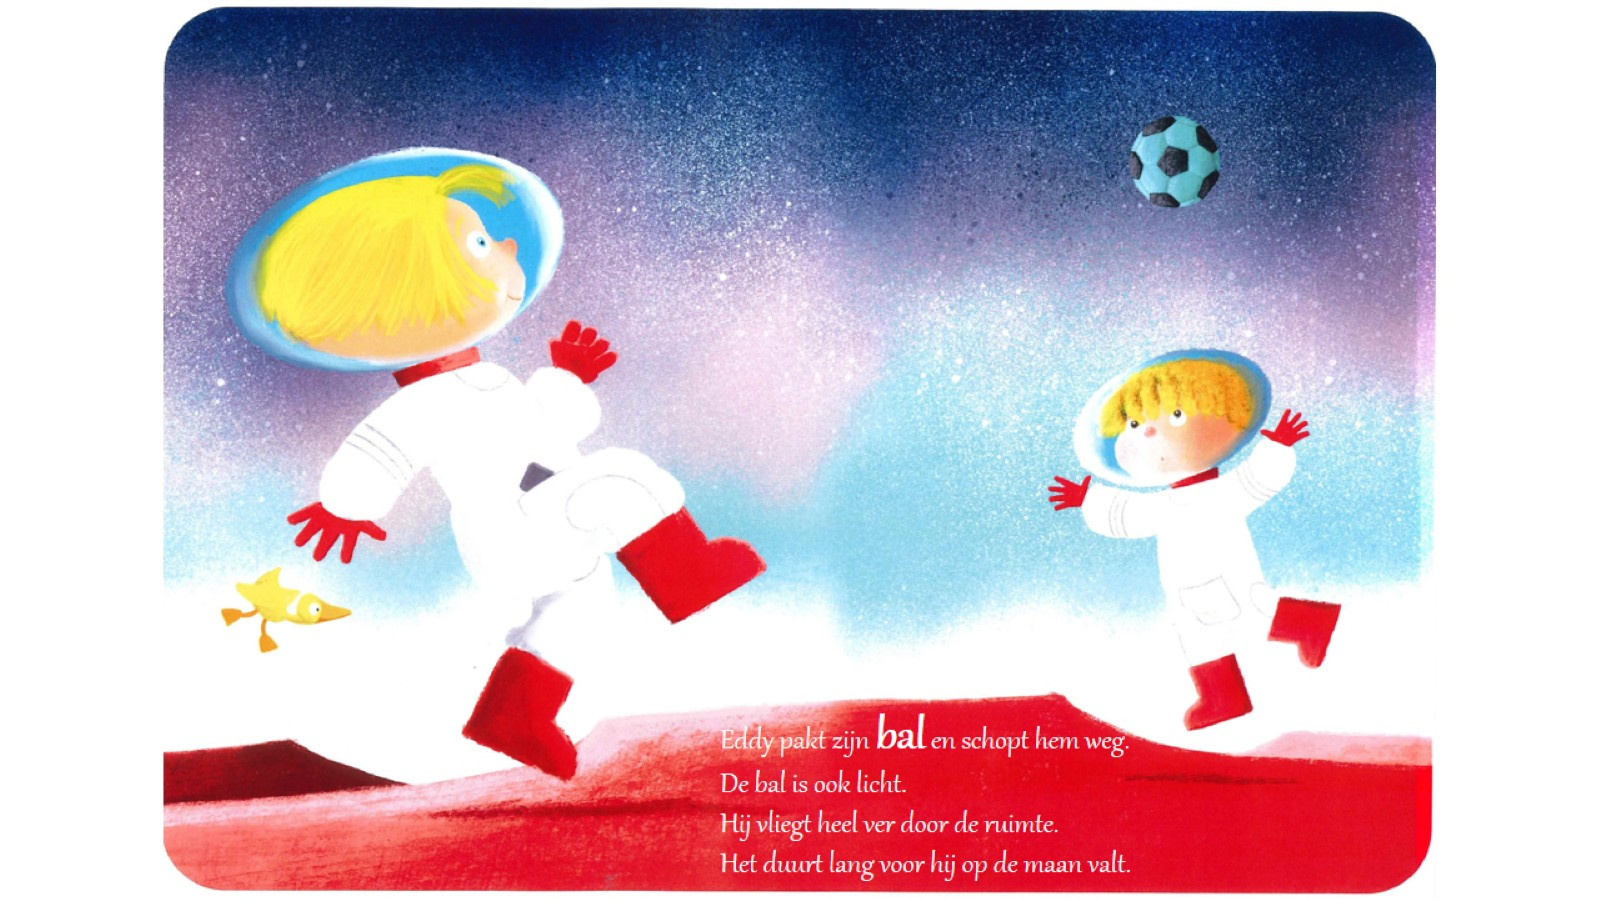 Eddy pakt zijn bal en schopt hem weg.
De bal is ook licht.
Hij vliegt heel ver door de ruimte.
Het duurt lang voor hij op de maan valt.